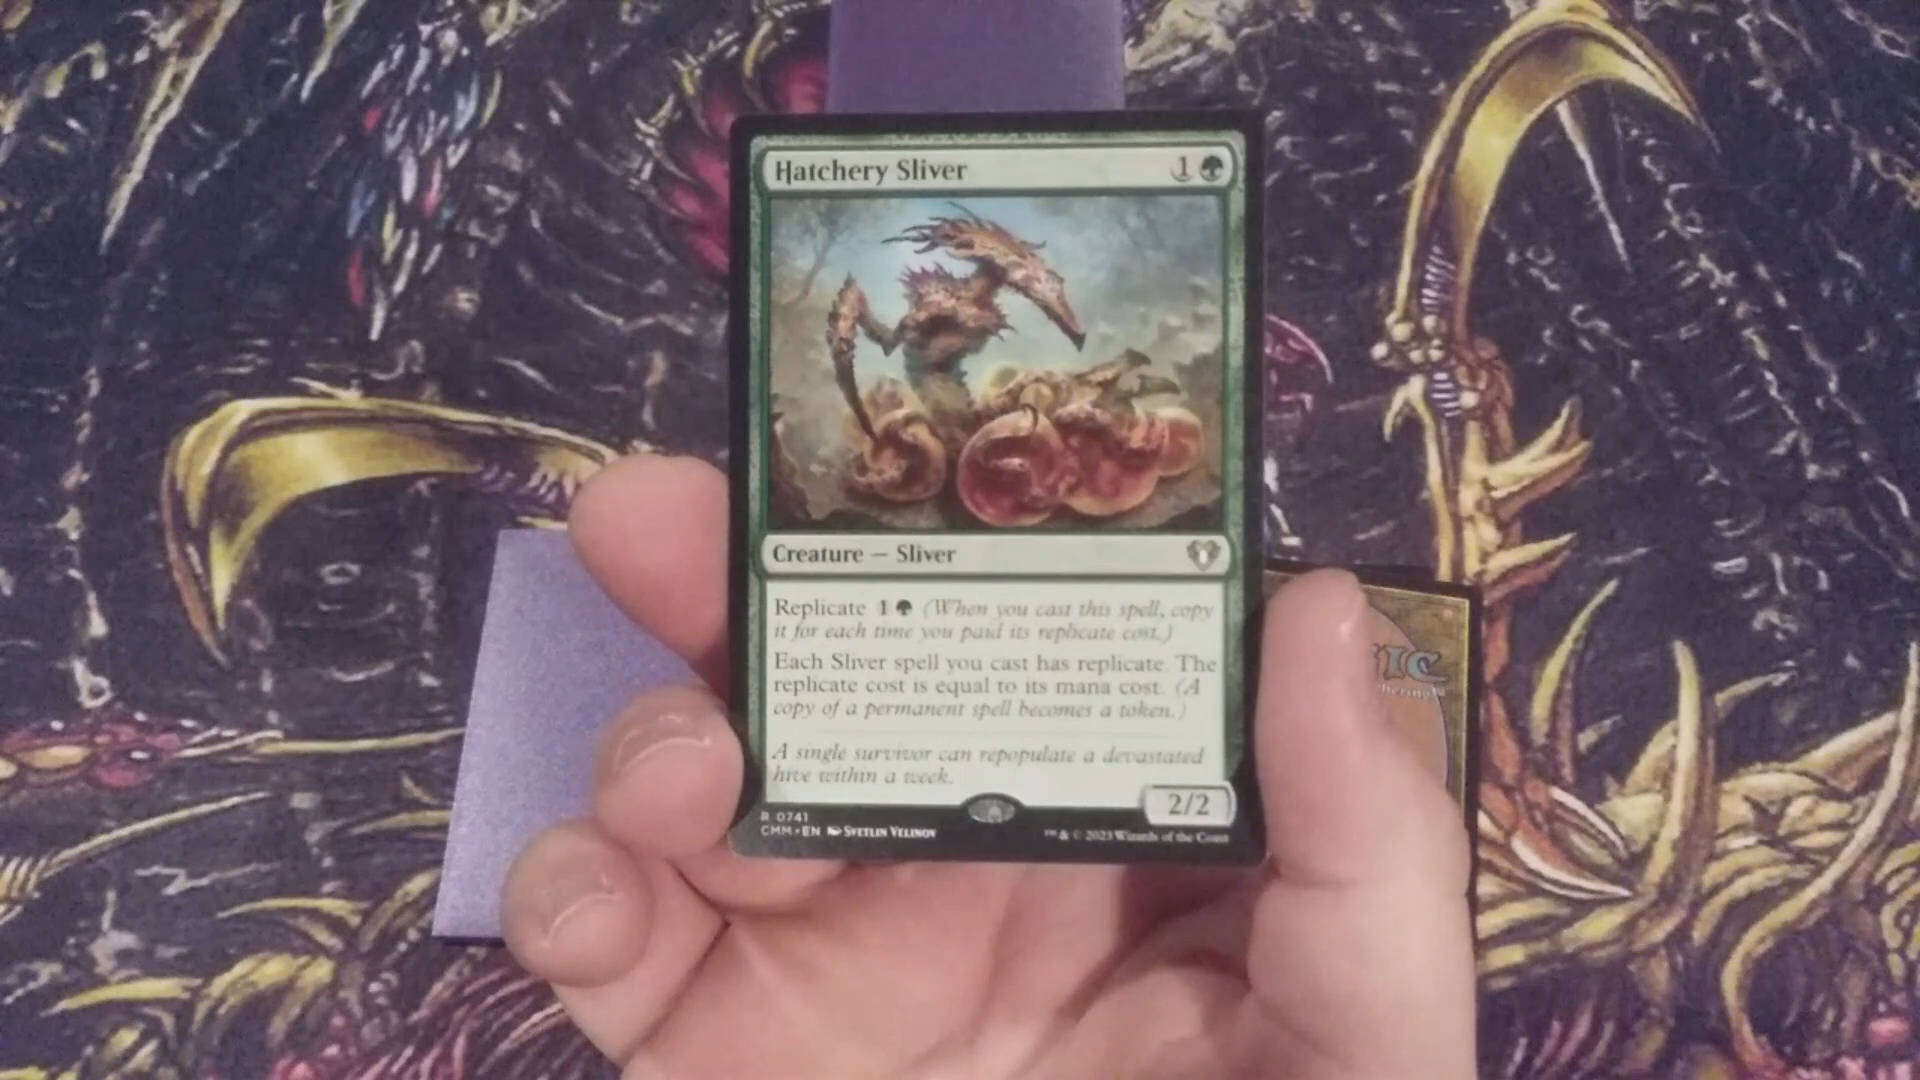 Hatchery Sliver 1
Creature — Sliver
Replicate 1 (When you cast this spell, copy
it for each time you paid its replicate cost.)
Each Sliver spell you cast has replicate. The
replicate cost is equal to its mana cost. (A
copy of a permanent spell becomes a token.)
A single survivor can repopulate a devastated
hive within a week.
2/2
R 0741
CMM • EN Svetlin Velinov
™ & © 2023 Wizards of the Coast